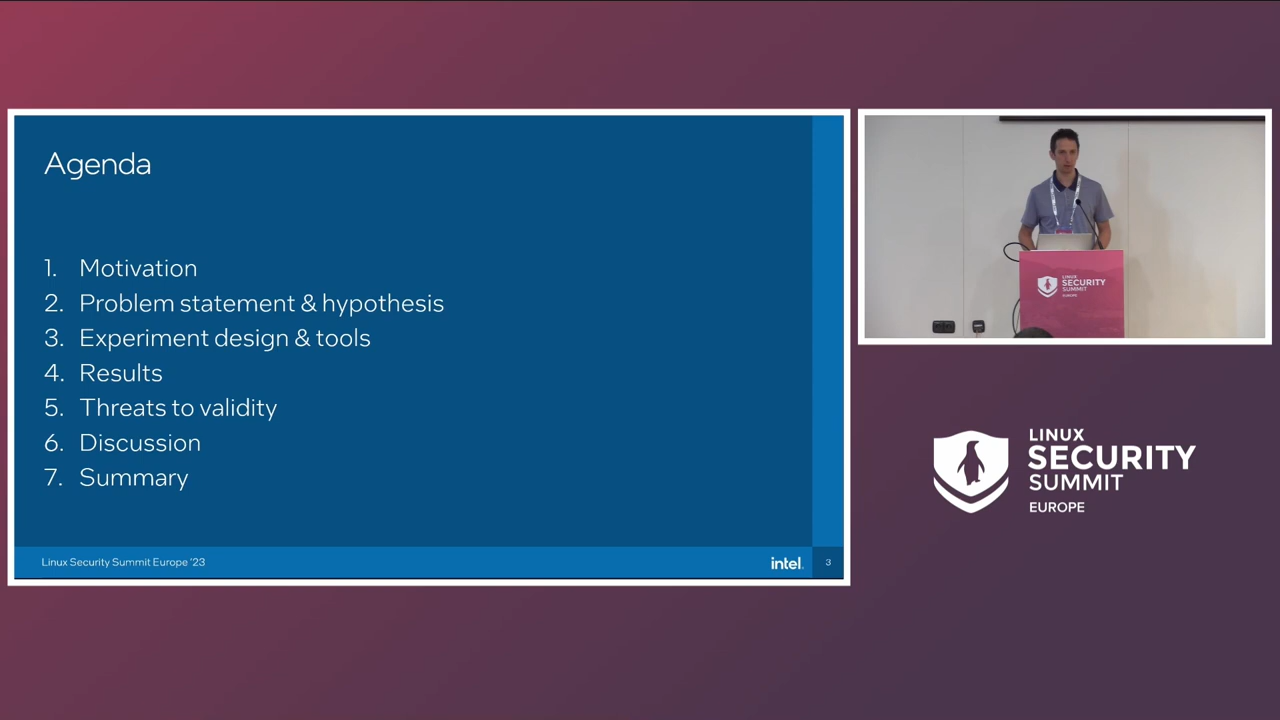 Agenda
1. Motivation
2. Problem statement & hypothesis
3. Experiment design & tools
4. Results
5. Threats to validity
6. Discussion
7. Summary
Linux Security Summit Europe '23
intel.
3
LINUX
SECURITY
SUMMIT
EUROPE
LINUX
SECURITY
SUMMIT
EUROPE